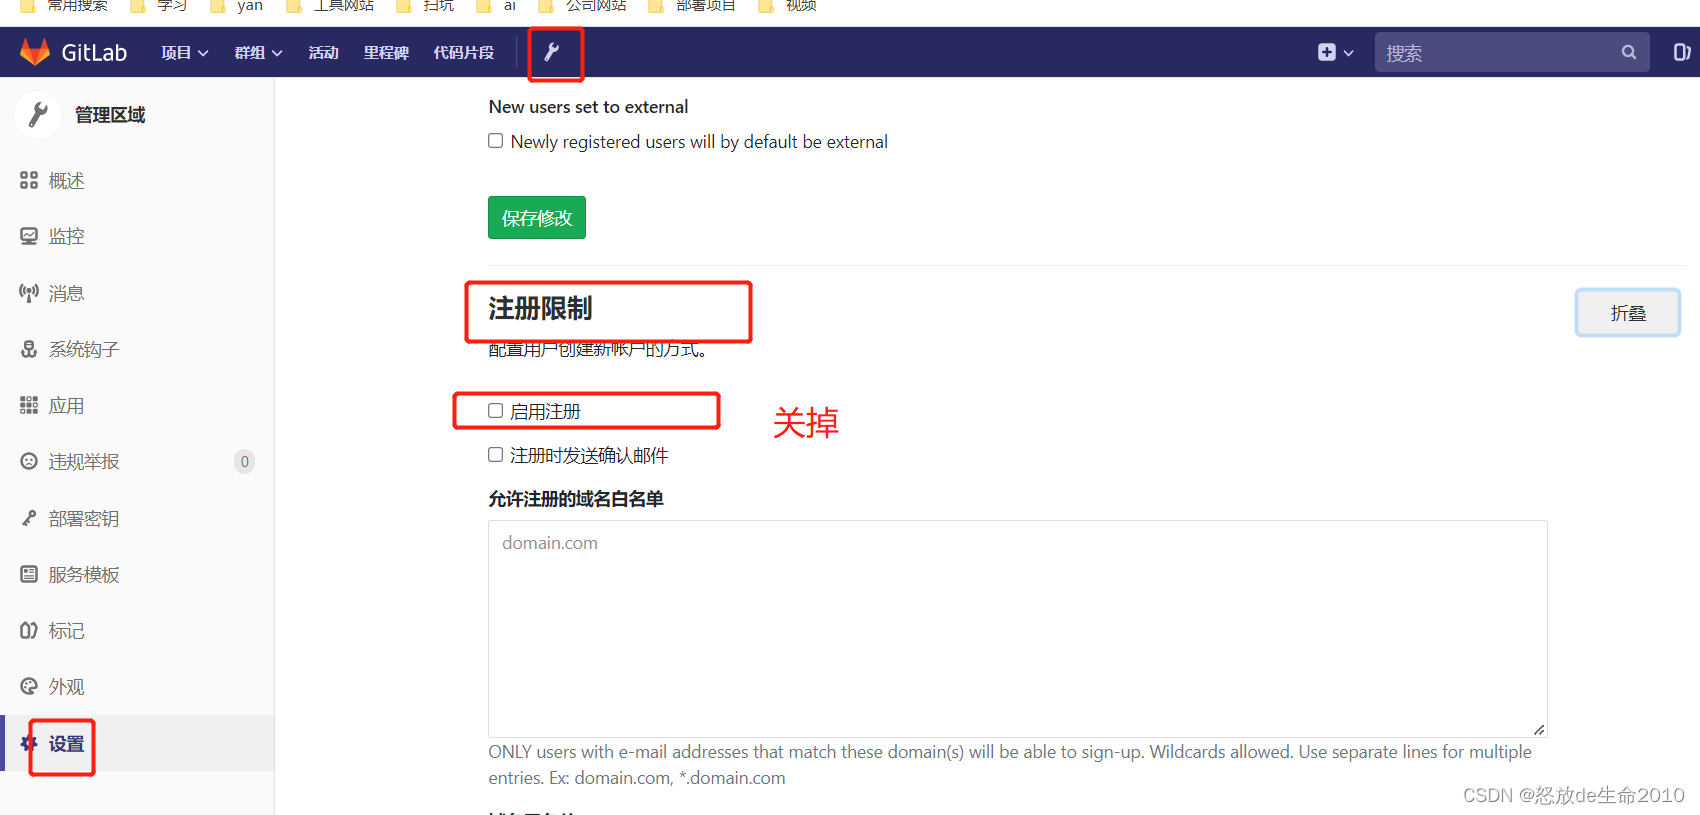 常用搜索 学习 yan 工具网站 扫坑 ai 公司网站 部署项目 视频
GitLab 项目 群组 活动 里程碑 代码片段 搜索
管理区域
概述
监控
消息
系统钩子
应用
违规举报 0
部署密钥
服务模板
标记
外观
设置
New users set to external
Newly registered users will by default be external
保存修改
注册限制
折叠
配置用户创建新帐户的方式。
启用注册
关掉
注册时发送确认邮件
允许注册的域名白名单
domain.com
ONLY users with e-mail addresses that match these domain(s) will be able to sign-up. Wildcards allowed. Use separate lines for multiple
entries. Ex: domain.com, *.domain.com
CSDN @怒放de生命2010